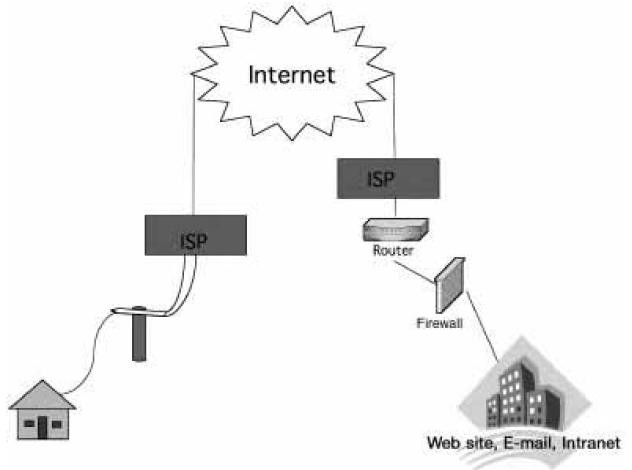 Internet
ISP
ISP
Router
Firewall
Web site, E-mail, Intranet